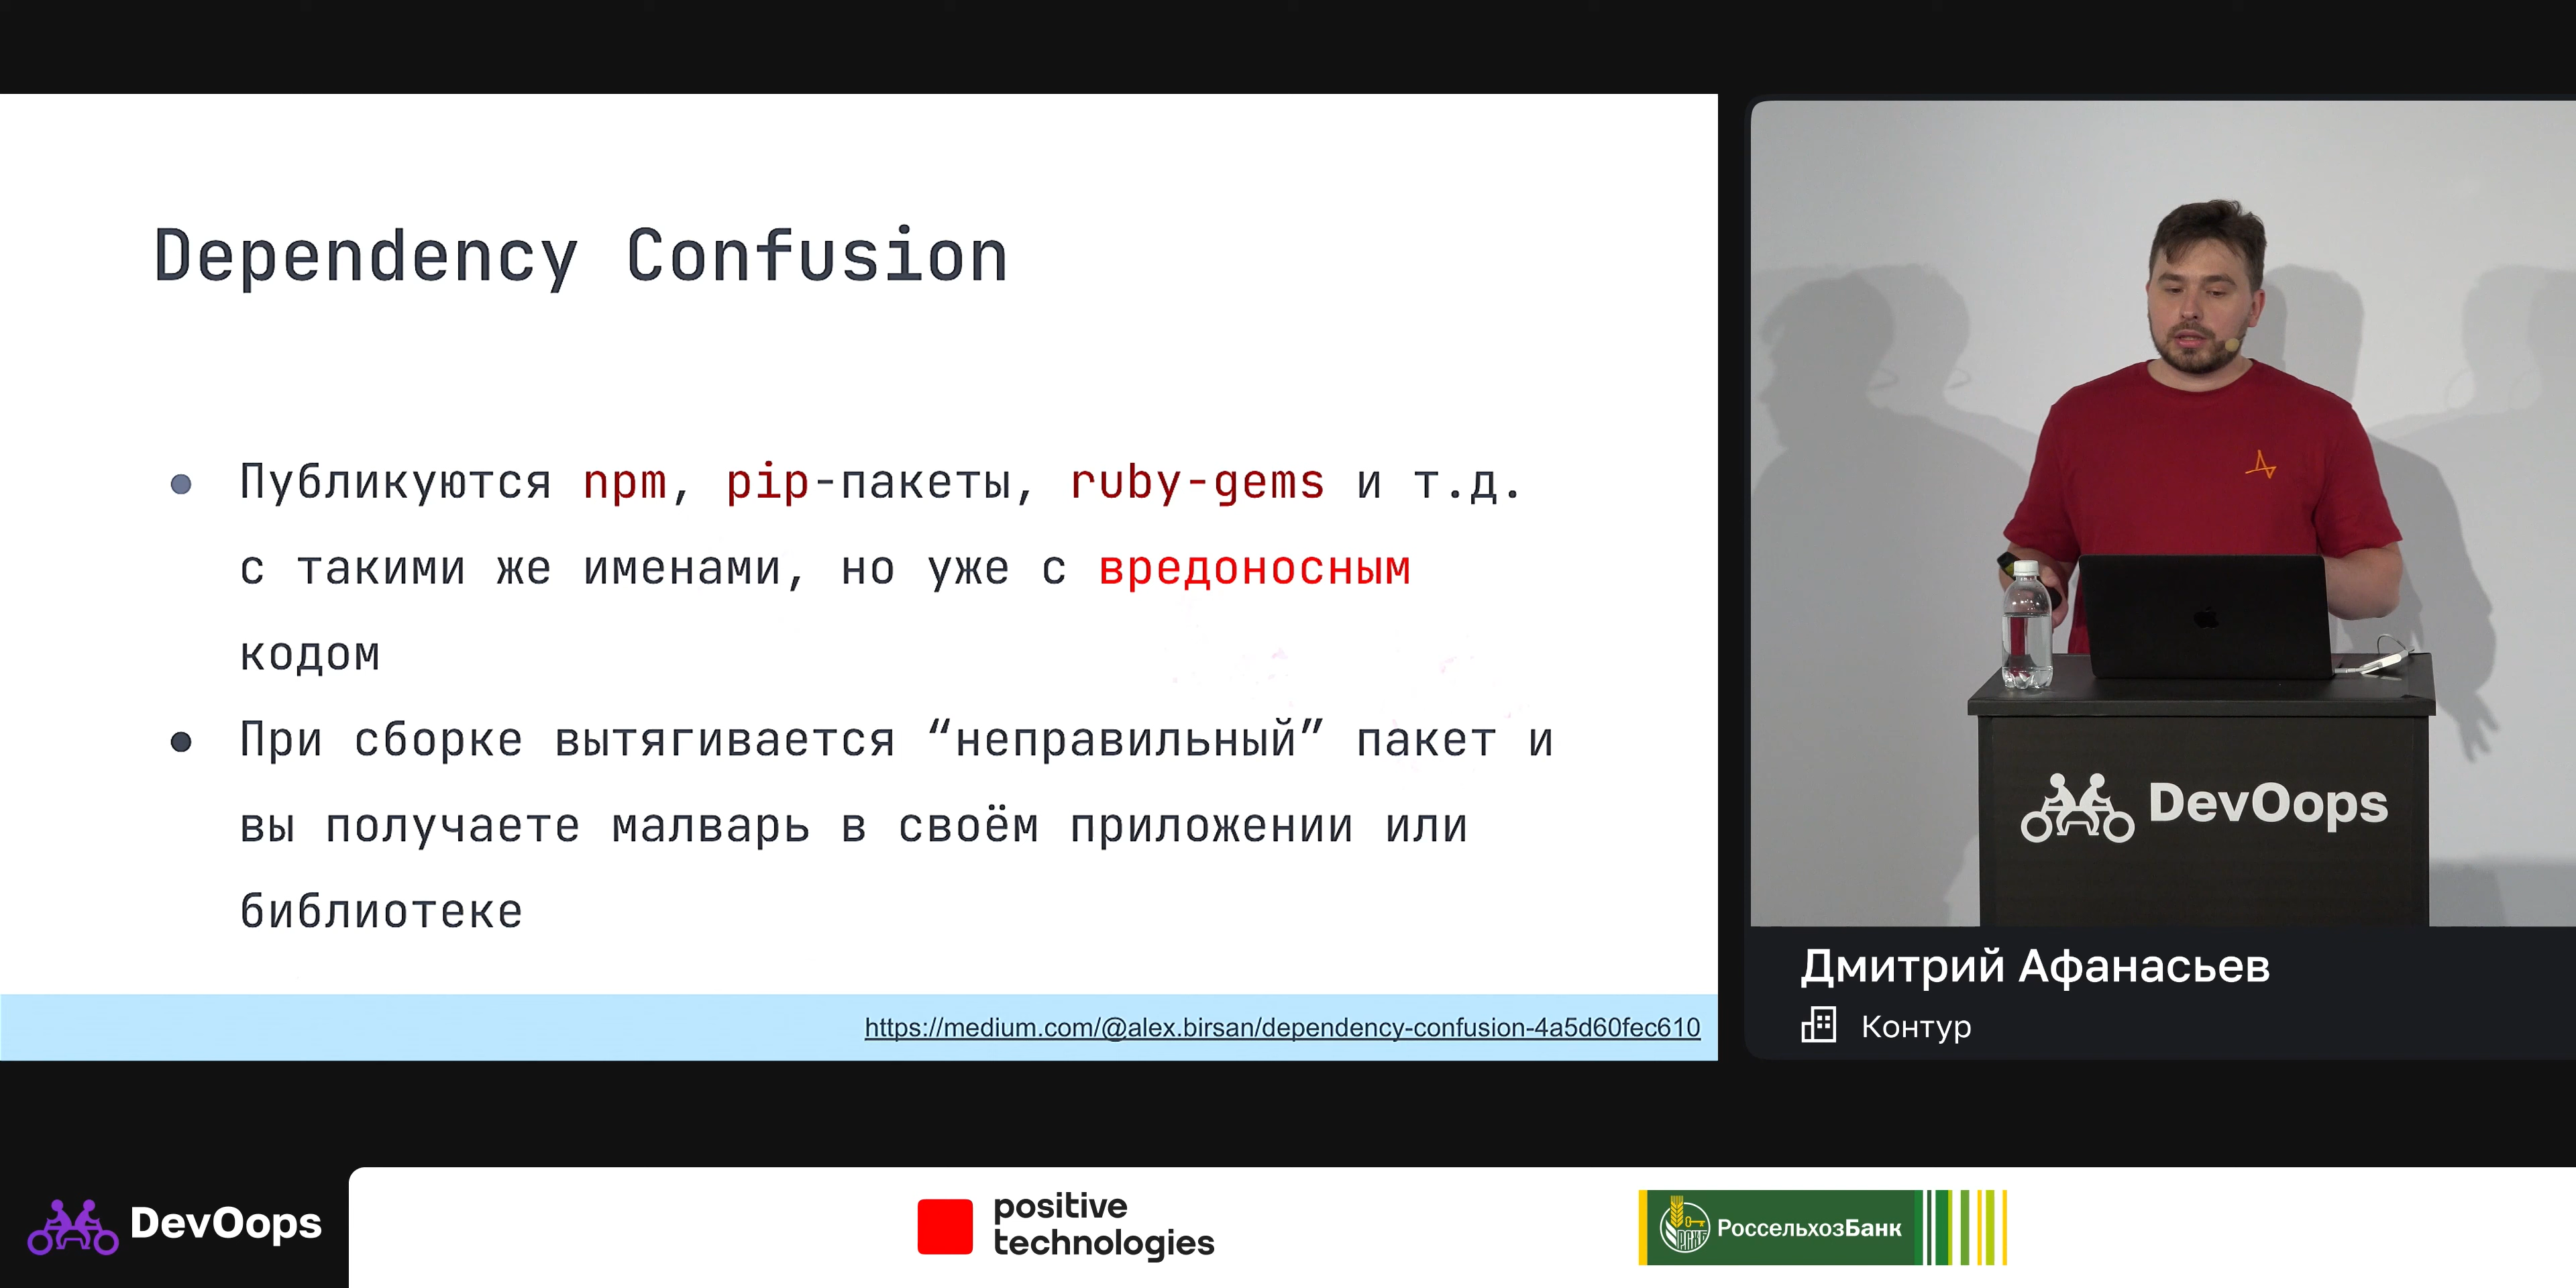 Dependency Confusion
Публикуются npm, pip-пакеты, ruby-gems и т.д.
с такими же именами, но уже с вредоносным
кодом
При сборке вытягивается “неправильный” пакет и
вы получаете малварь в своём приложении или
библиотеке
https://medium.com/@alex.birsan/dependency-confusion-4a5d60fec610
DevOops
Дмитрий Афанасьев
Контур
DevOops
positive
technologies
РСХБ
РоссельхозБанк